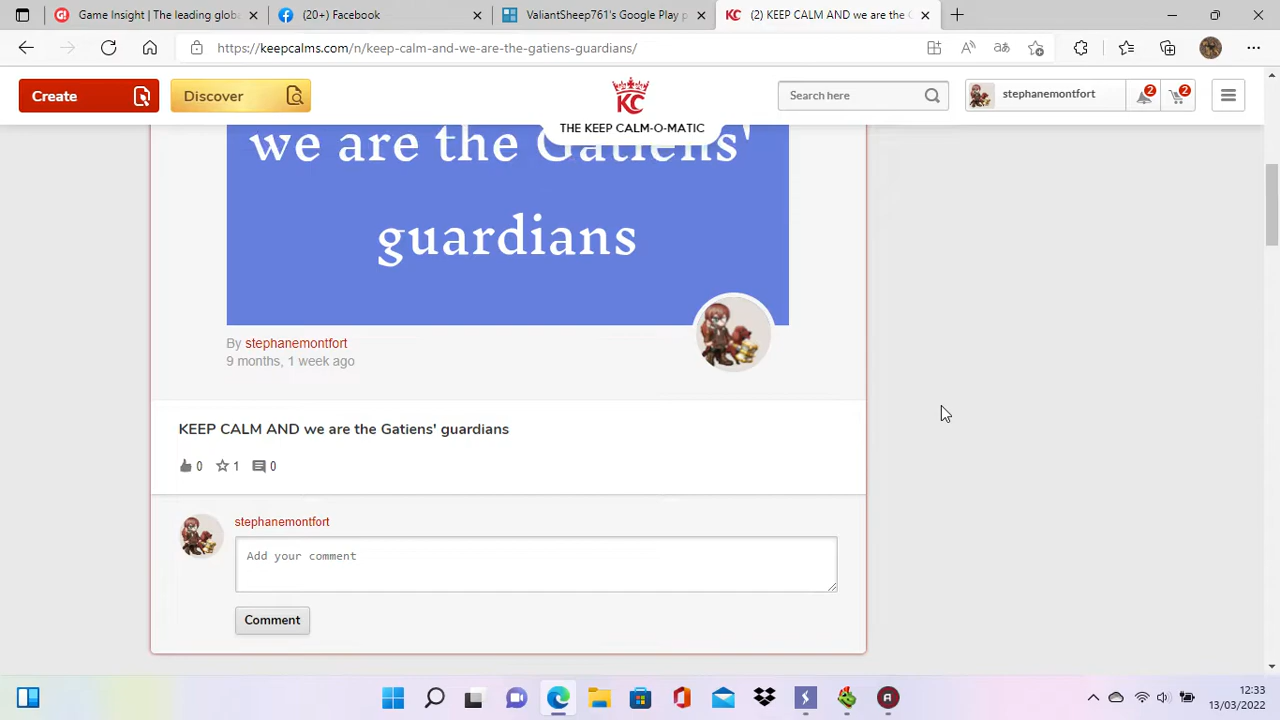 Game Insight | The leading globe
(20+) Facebook
ValiantSheep761's Google Play p
(2) KEEP CALM AND we are the G
https://keepcalms.com/n/keep-calm-and-we-are-the-gatiens-guardians/
Create
Discover
KC
THE KEEP CALM-O-MATIC
Search here
stephanemontfort
2
2
we are the Gatiens'
guardians
By stephanemontfort
9 months, 1 week ago
KEEP CALM AND we are the Gatiens' guardians
0 1 0
stephanemontfort
Add your comment
Comment
12:33
13/03/2022